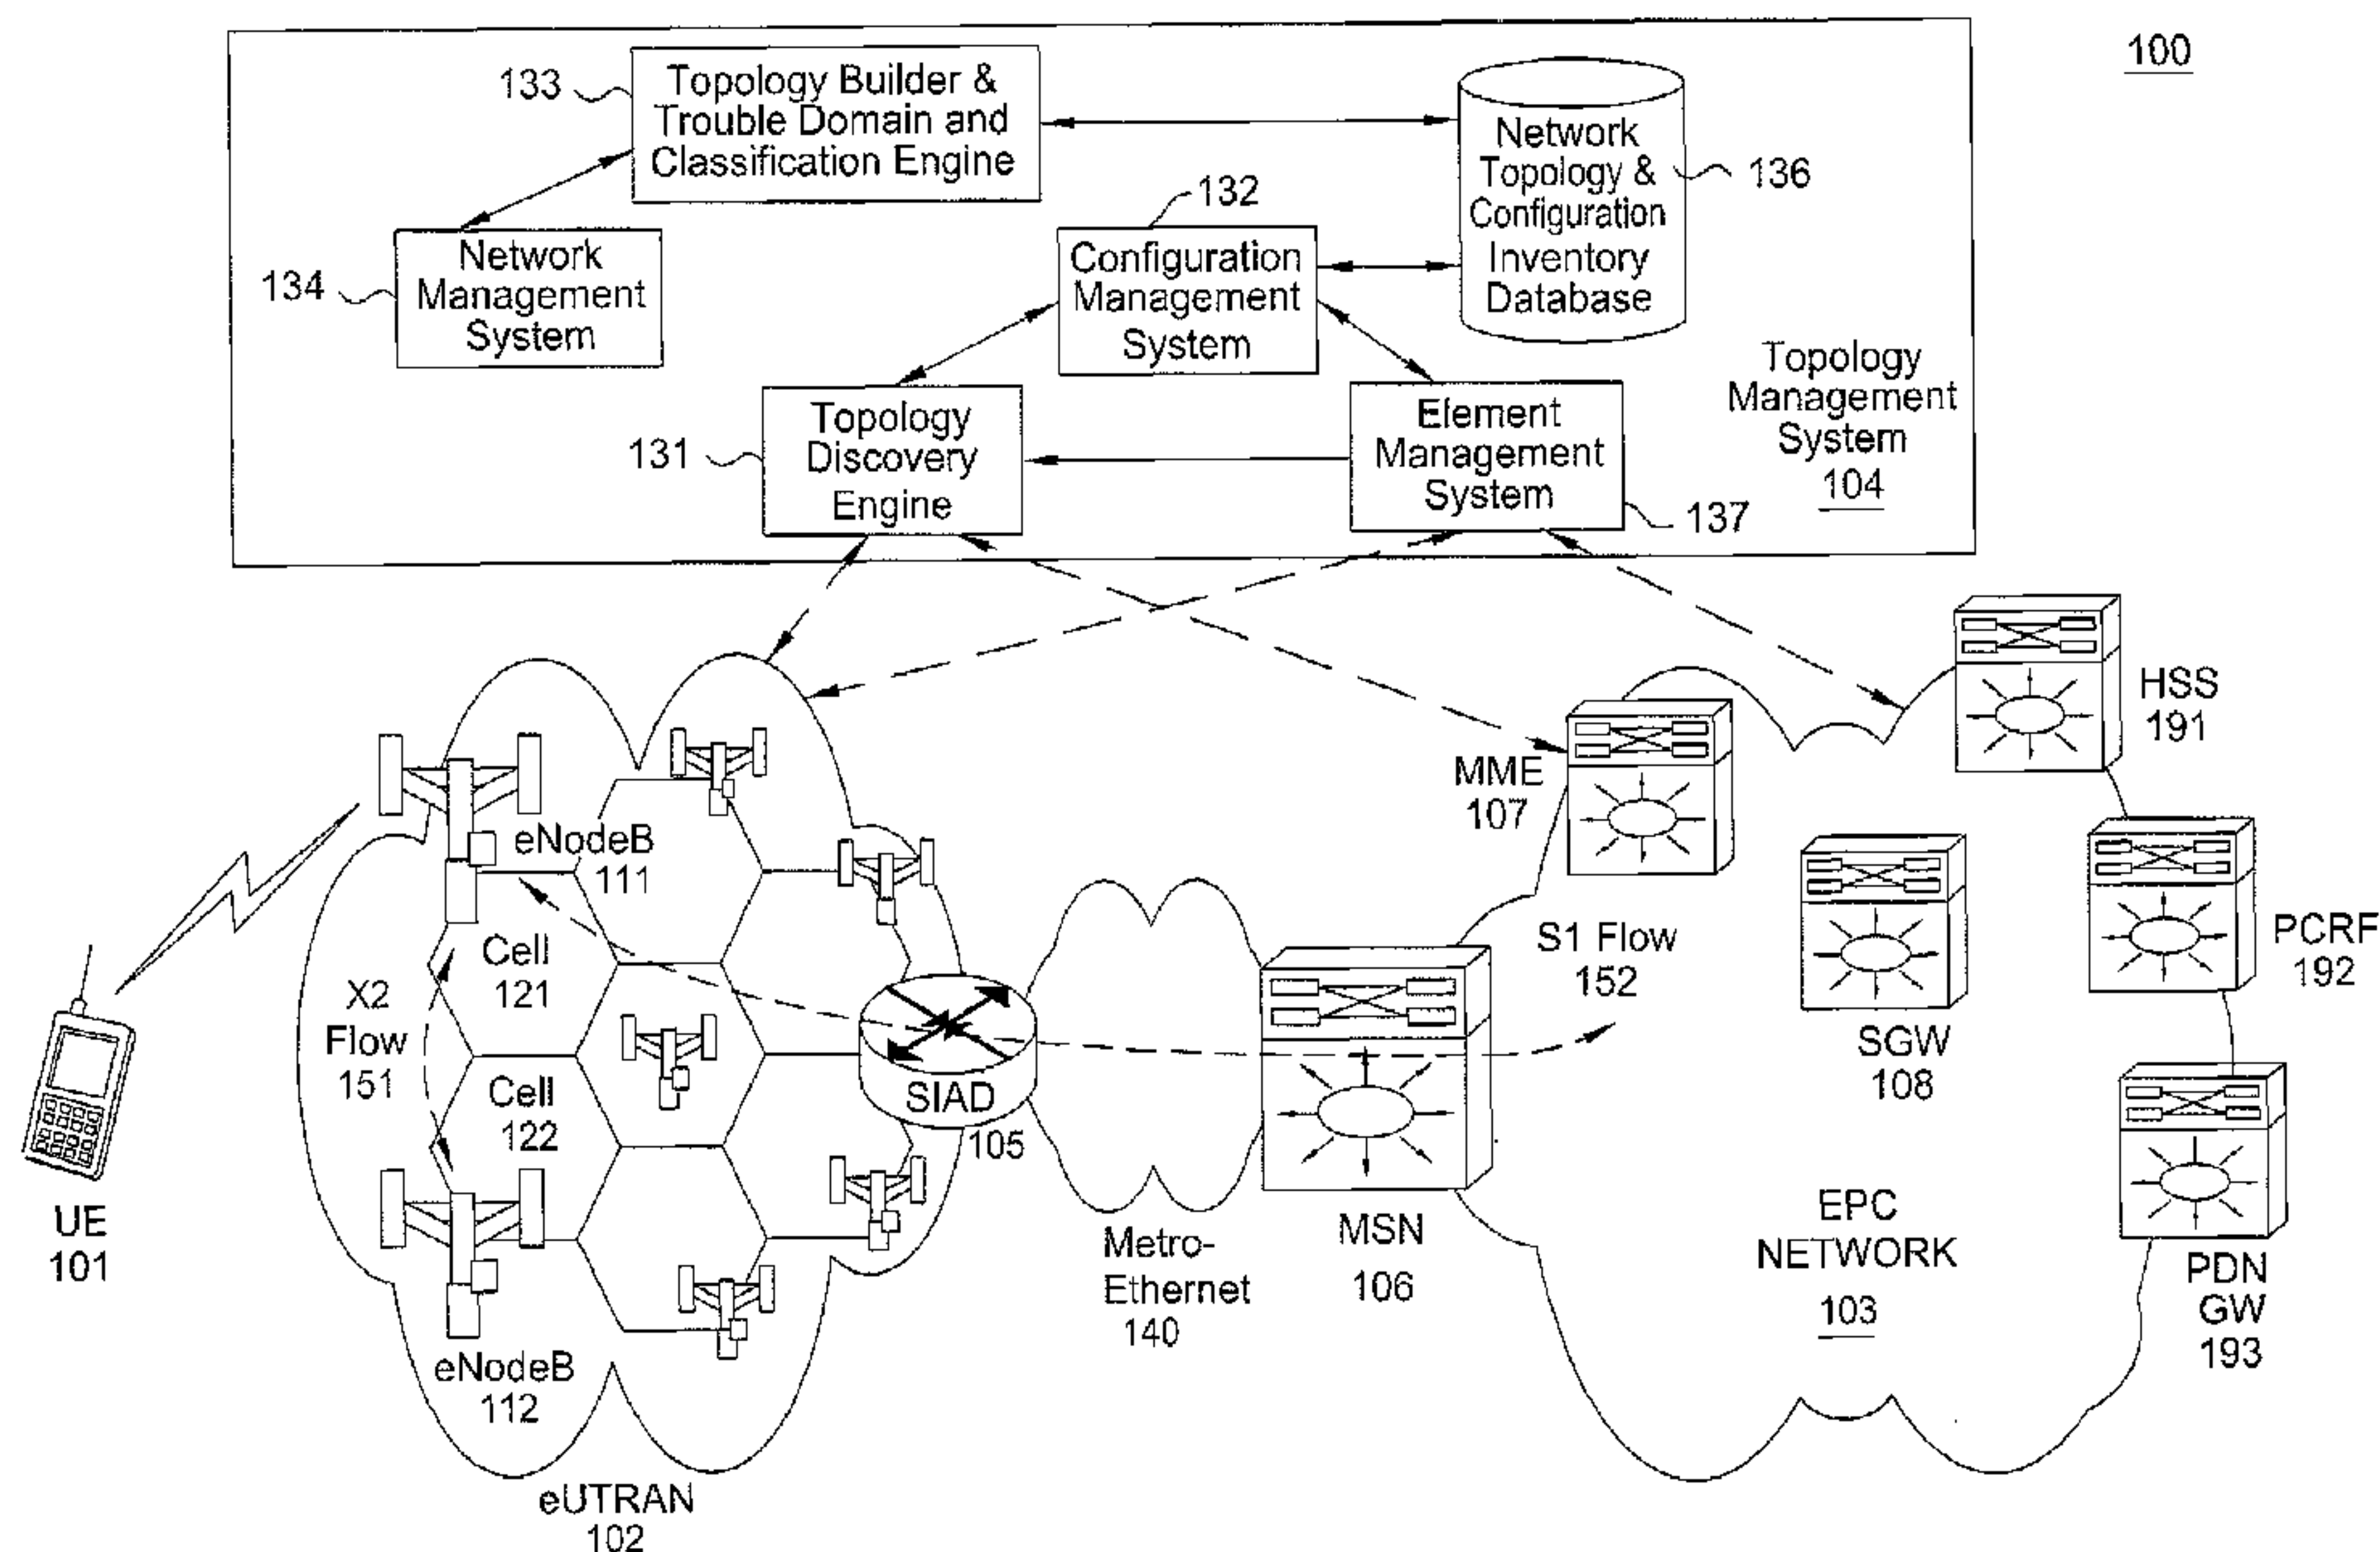 100
133
Topology Builder &
Trouble Domain and
Classification Engine
Network
Topology &
Configuration
Inventory
Database
136
132
134
Network
Management
System
Configuration
Management
System
Topology
Management
System
104
131
Topology
Discovery
Engine
Element
Management
System
137
HSS
191
MME
107
eNodeB
111
PCRF
192
S1 Flow
152
Cell
121
X2
Flow
151
SGW
108
Cell
122
SIAD
105
UE
101
Metro-
Ethernet
140
MSN
106
EPC
NETWORK
103
PDN
GW
193
eNodeB
112
eUTRAN
102